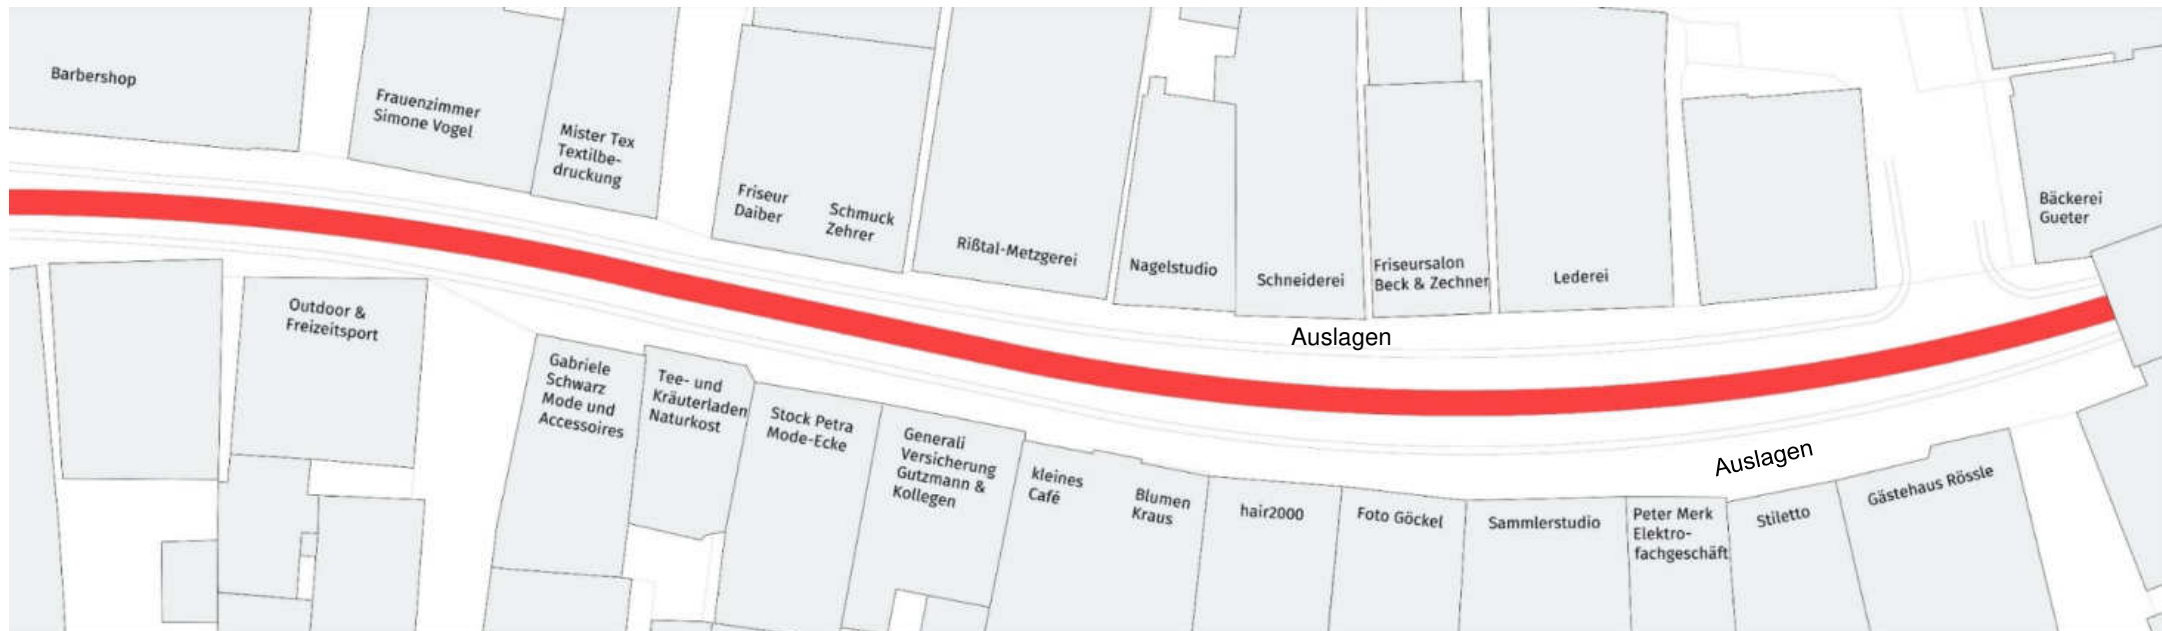 Barbershop
Frauenzimmer
Simone Vogel
Mister Tex
Textilbe-
druckung
Friseur
Daiber
Schmuck
Zehrer
Rißtal-Metzgerei
Nagelstudio
Schneiderei
Friseursalon
Beck & Zechner
Lederei
Bäckerei
Gueter
Auslagen
Outdoor &
Freizeitsport
Gabriele
Schwarz
Mode und
Accessoires
Tee- und
Kräuterladen
Naturkost
Stock Petra
Mode-Ecke
Generali
Versicherung
Gutzmann &
Kollegen
kleines
Café
Blumen
Kraus
hair2000
Foto Göckel
Sammlerstudio
Peter Merk
Elektro-
fachgeschäft
Auslagen
Stiletto
Gästehaus Rössle